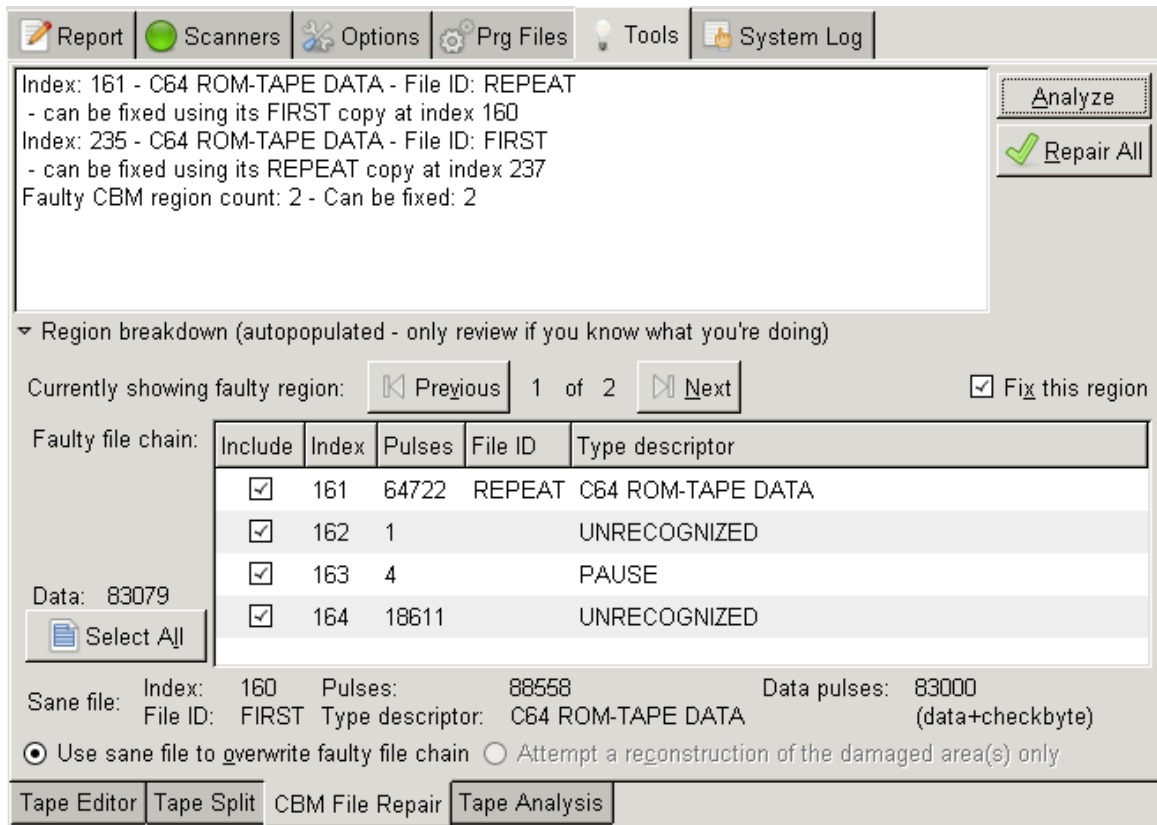 Report Scanners Options Prg Files Tools System Log
Index: 161 - C64 ROM-TAPE DATA - File ID: REPEAT
- can be fixed using its FIRST copy at index 160
Index: 235 - C64 ROM-TAPE DATA - File ID: FIRST
- can be fixed using its REPEAT copy at index 237
Faulty CBM region count: 2 - Can be fixed: 2
Analyze
Repair All
Region breakdown (autopopulated - only review if you know what you're doing)
Currently showing faulty region: Previous 1 of 2 Next Fix this region
Faulty file chain:
Include Index Pulses File ID Type descriptor
161 64722 REPEAT C64 ROM-TAPE DATA
162 1 UNRECOGNIZED
163 4 PAUSE
164 18611 UNRECOGNIZED
Data: 83079
Select All
Sane file: Index: 160 Pulses: 88558 Data pulses: 83000
File ID: FIRST Type descriptor: C64 ROM-TAPE DATA (data+checkbyte)
Use sane file to overwrite faulty file chain Attempt a reconstruction of the damaged area(s) only
Tape Editor Tape Split CBM File Repair Tape Analysis